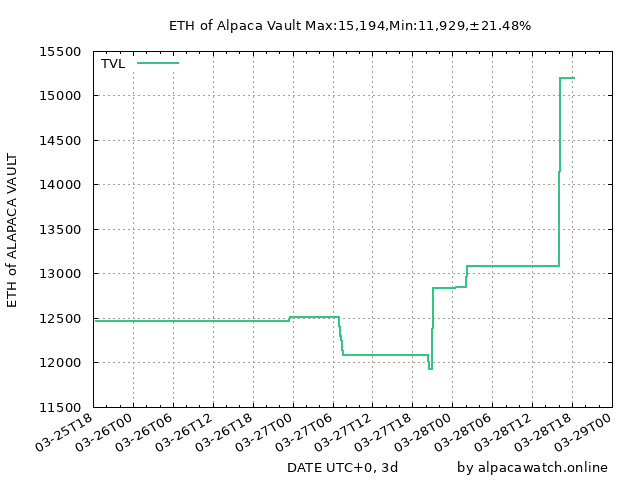 ETH of Alpaca Vault Max:15,194,Min:11,929,±21.48%
TVL
15500
15000
14500
14000
13500
13000
12500
12000
11500
ETH of ALAPACA VAULT
03-25T18
03-26T00
03-26T06
03-26T12
03-26T18
03-27T00
03-27T06
03-27T12
03-27T18
03-28T00
03-28T06
03-28T12
03-28T18
03-29T00
DATE UTC+0, 3d
by alpacawatch.online